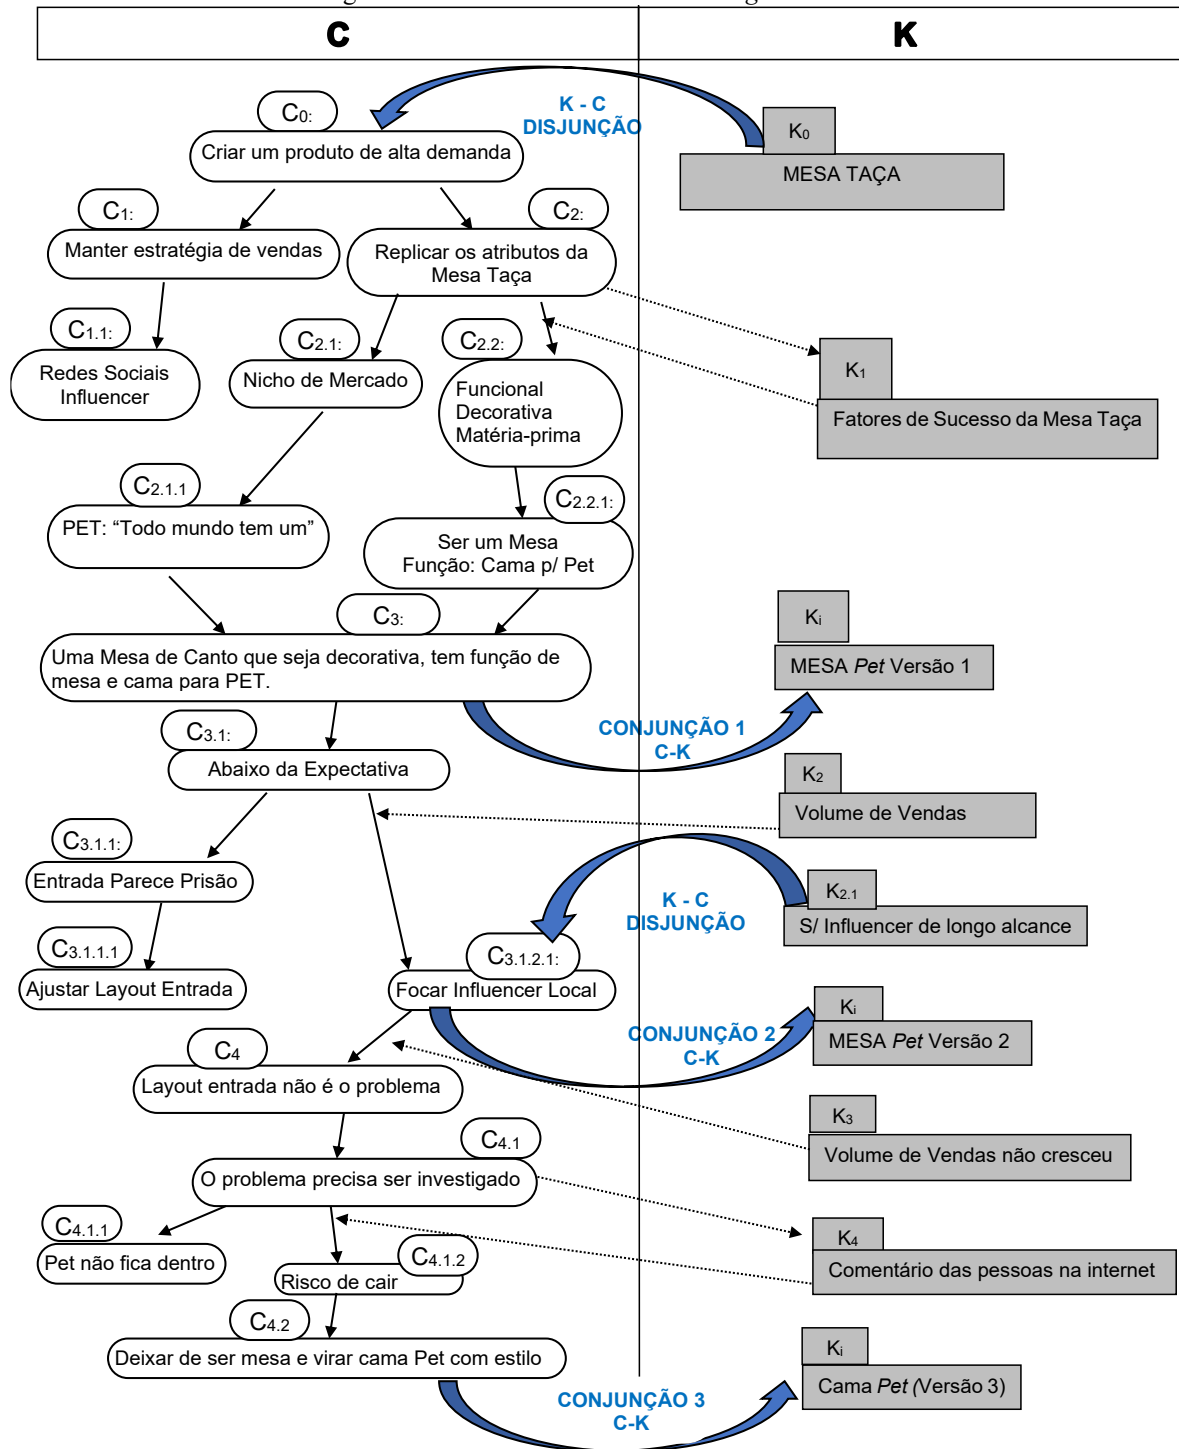 C
K
K - C
DISJUNÇÃO
C0:
Criar um produto de alta demanda
K0
MESA TAÇA
C1:
Manter estratégia de vendas
C2:
Replicar os atributos da
Mesa Taça
C1.1:
Redes Sociais
Influencer
C2.1:
Nicho de Mercado
C2.2:
Funcional
Decorativa
Matéria-prima
K1
Fatores de Sucesso da Mesa Taça
C2.1.1
PET: “Todo mundo tem um”
C2.2.1:
Ser um Mesa
Função: Cama p/ Pet
C3:
Uma Mesa de Canto que seja decorativa, tem função de
mesa e cama para PET.
Ki
MESA Pet Versão 1
CONJUNÇÃO 1
C-K
C3.1:
Abaixo da Expectativa
K2
Volume de Vendas
C3.1.1:
Entrada Parece Prisão
K - C
DISJUNÇÃO
K2.1
S/ Influencer de longo alcance
C3.1.1.1
Ajustar Layout Entrada
C3.1.2.1:
Focar Influencer Local
CONJUNÇÃO 2
C-K
Ki
MESA Pet Versão 2
C4
Layout entrada não é o problema
K3
Volume de Vendas não cresceu
C4.1
O problema precisa ser investigado
C4.1.1
Pet não fica dentro
C4.1.2
Risco de cair
K4
Comentário das pessoas na internet
C4.2
Deixar de ser mesa e virar cama Pet com estilo
Ki
Cama Pet (Versão 3)
CONJUNÇÃO 3
C-K